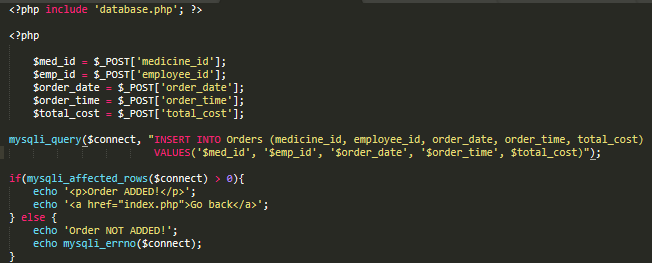 <?php include 'database.php'; ?>
<?php
$med_id = $_POST['medicine_id'];
$emp_id = $_POST['employee_id'];
$order_date = $_POST['order_date'];
$order_time = $_POST['order_time'];
$total_cost = $_POST['total_cost'];
mysqli_query($connect, "INSERT INTO Orders (medicine_id, employee_id, order_date, order_time, total_cost)
VALUES('$med_id', '$emp_id', '$order_date', '$order_time', $total_cost)");
if(mysqli_affected_rows($connect) > 0){
echo '<p>Order ADDED!</p>';
echo '<a href="index.php">Go back</a>';
} else {
echo 'Order NOT ADDED!';
echo mysqli_errno($connect);
}